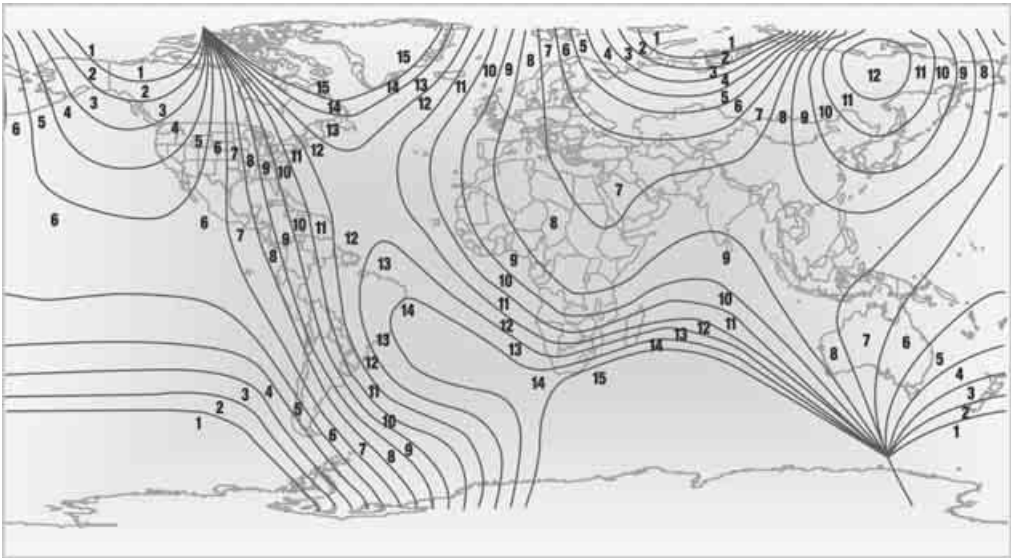 1 2 3 4 5 6 6
1 2 3 4 5 6 7 8 9 10 11 12
15 14 13 12 11
15 14 13 12
10 9 8 7 6 5 4 3 2 1
1 2 3 4 5 6 7 8 9 10 11 12
11 10 9 8
6 7 8 9 10 11 12
13 14 13 12 11 10 9 8 7 6 5
7 8 9 10 11 12 13 14 15
9 10 11 12 13 14
8 7 6 5 4 3 2 1
4 3 2 1